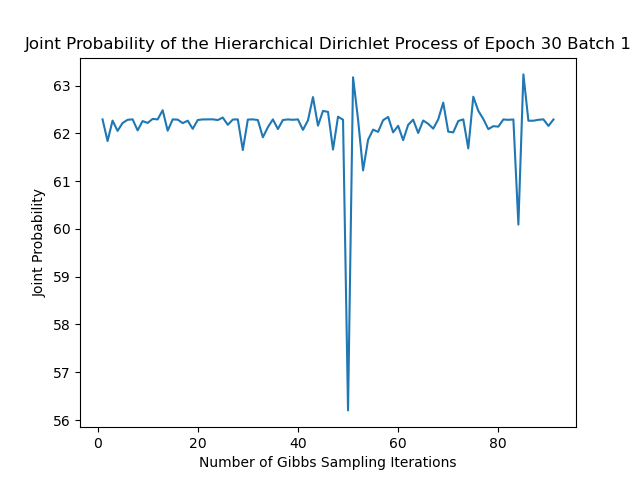 Joint Probability of the Hierarchical Dirichlet Process of Epoch 30 Batch 1
63
62
61
60
59
58
57
56
Joint Probability
0 20 40 60 80
Number of Gibbs Sampling Iterations